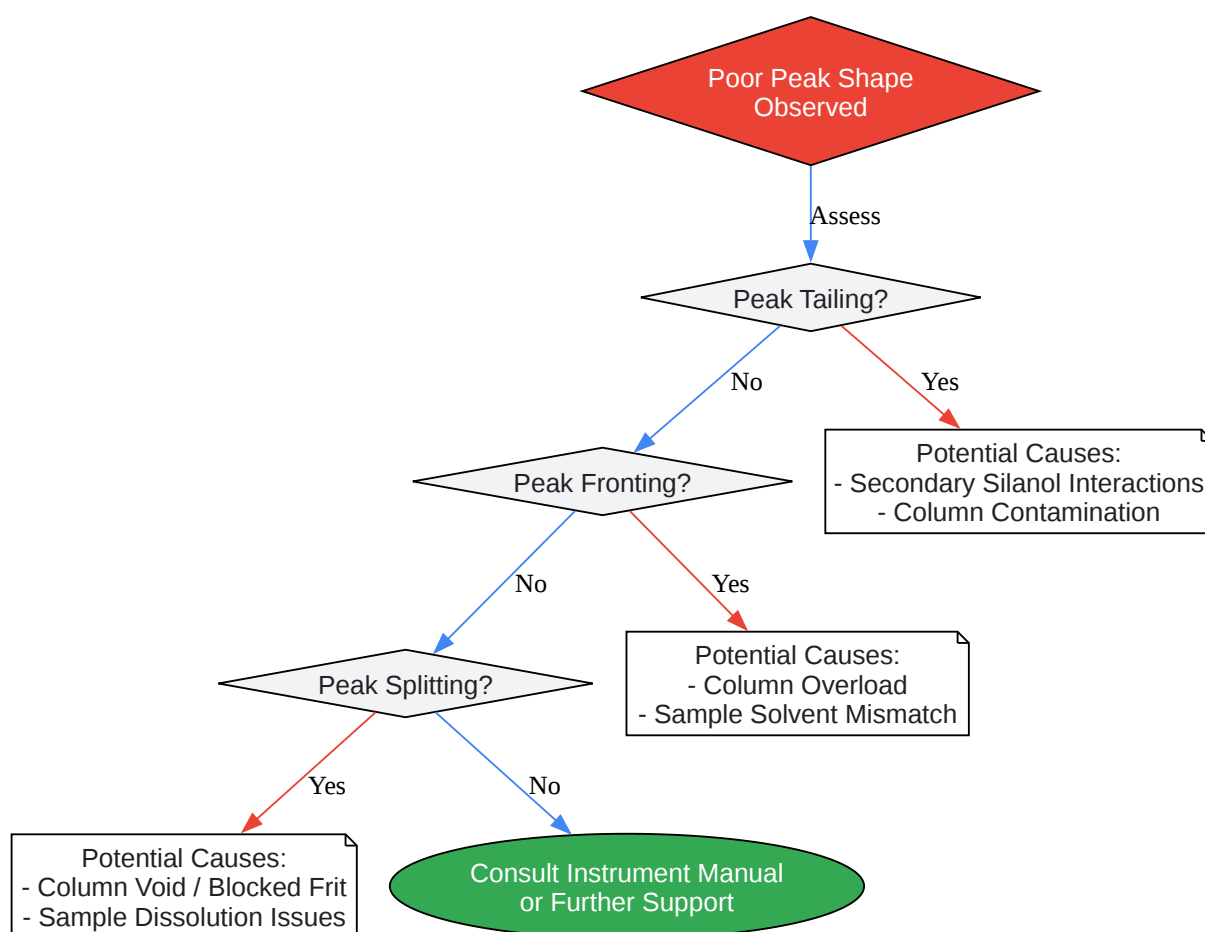 Poor Peak Shape
Observed
Assess
Peak Tailing?
No
Yes
Potential Causes:
- Secondary Silanol Interactions
- Column Contamination
Peak Fronting?
No
Yes
Potential Causes:
- Column Overload
- Sample Solvent Mismatch
Peak Splitting?
Yes
No
Potential Causes:
- Column Void / Blocked Frit
- Sample Dissolution Issues
Consult Instrument Manual
or Further Support